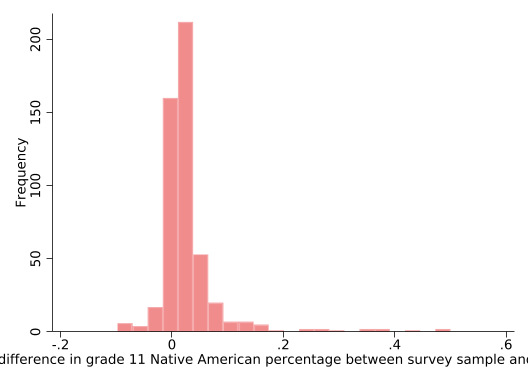 200
150
100
50
0
Frequency
-.2 0 .2 .4 .6
difference in grade 11 Native American percentage between survey sample and